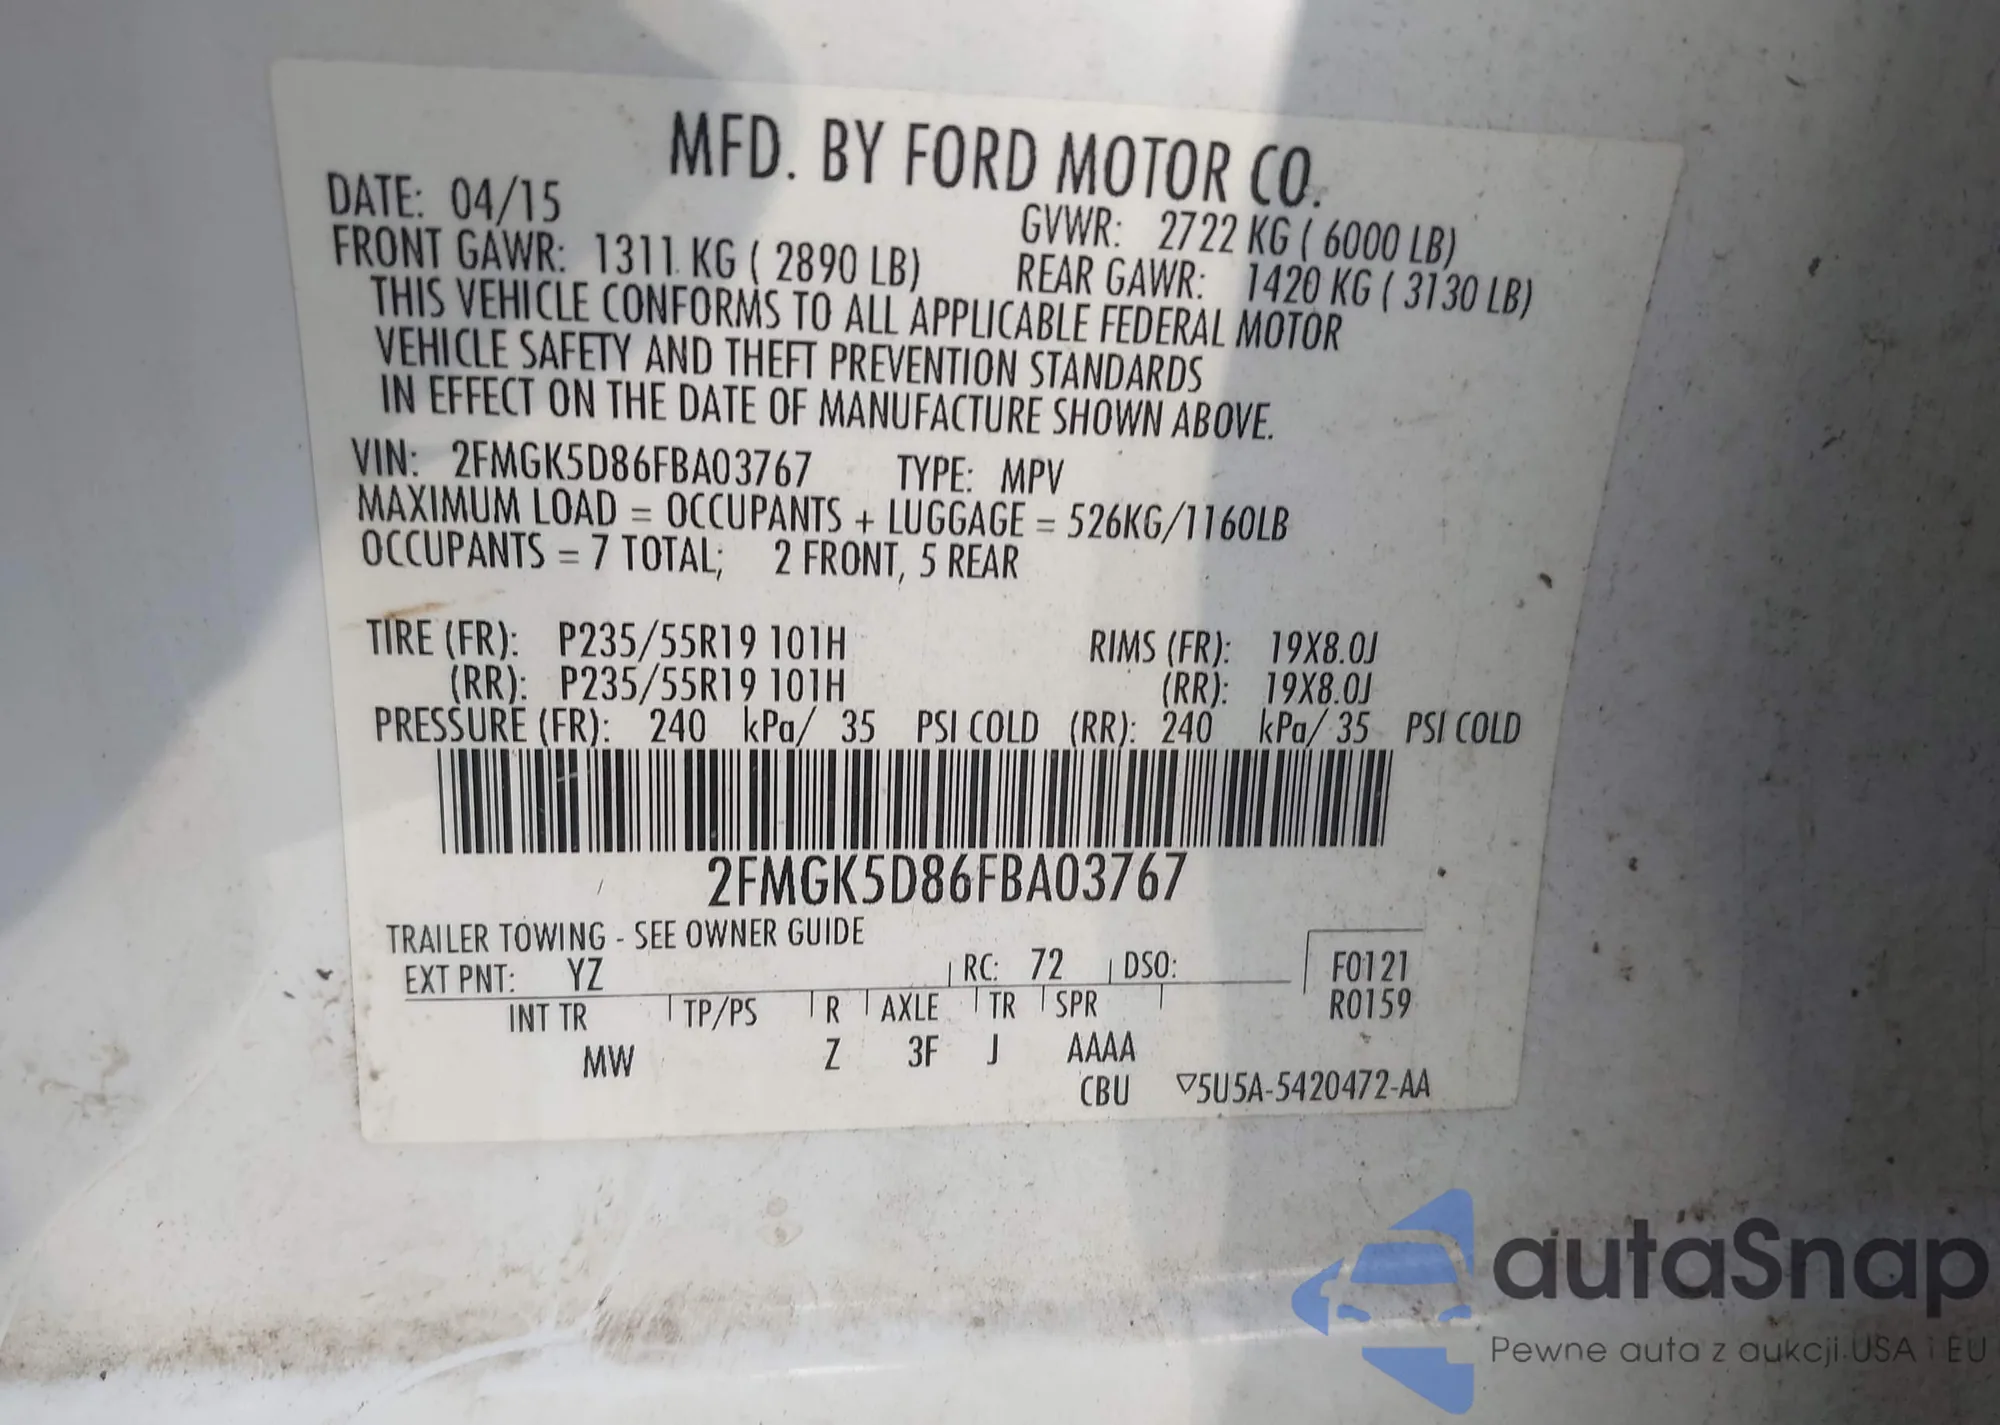 MFD. BY FORD MOTOR CO.
DATE: 04/15 GVWR: 2722 KG ( 6000 LB)
FRONT GAWR: 1311 KG ( 2890 LB) REAR GAWR: 1420 KG ( 3130 LB)
THIS VEHICLE CONFORMS TO ALL APPLICABLE FEDERAL MOTOR
VEHICLE SAFETY AND THEFT PREVENTION STANDARDS
IN EFFECT ON THE DATE OF MANUFACTURE SHOWN ABOVE.
VIN: 2FMGK5D86FBA03767 TYPE: MPV
MAXIMUM LOAD = OCCUPANTS + LUGGAGE = 526KG/1160LB
OCCUPANTS = 7 TOTAL; 2 FRONT, 5 REAR
TIRE (FR): P235/55R19 101H RIMS (FR): 19X8.0J
(RR): P235/55R19 101H (RR): 19X8.0J
PRESSURE (FR): 240 kPa/ 35 PSI COLD (RR): 240 kPa/ 35 PSI COLD
2FMGK5D86FBA03767
TRAILER TOWING - SEE OWNER GUIDE
EXT PNT: YZ RC: 72 DSO: F0121
INT TR TP/PS R AXLE TR SPR R0159
MW Z 3F J AAAA
CBU ▽5U5A-5420472-AA
autaSnap
Pewne auta z aukcji USA i EU